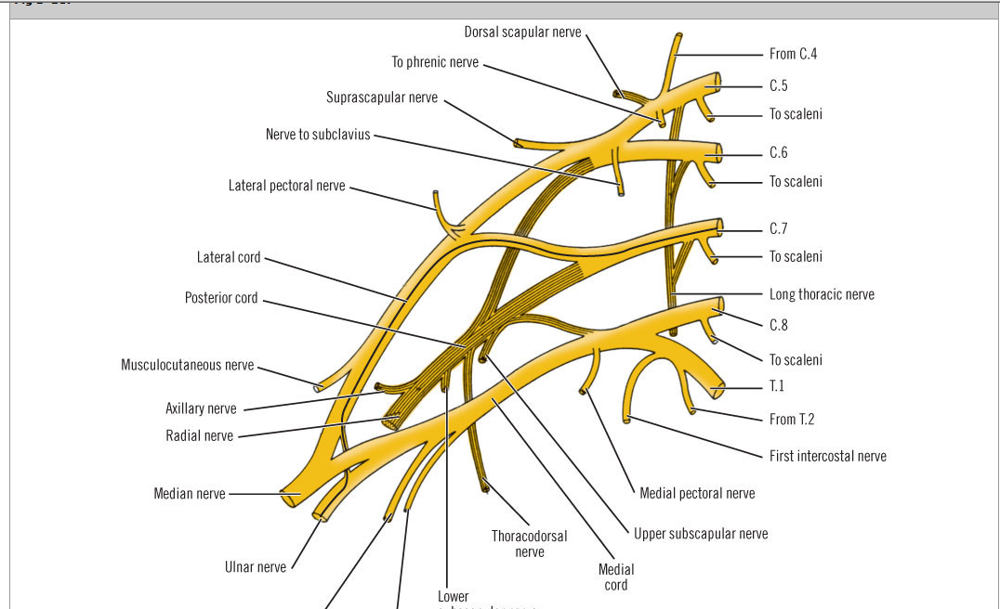 Dorsal scapular nerve
From C.4
To phrenic nerve
C.5
Suprascapular nerve
To scaleni
Nerve to subclavius
C.6
To scaleni
Lateral pectoral nerve
C.7
Lateral cord
To scaleni
Posterior cord
Long thoracic nerve
C.8
Musculocutaneous nerve
To scaleni
T.1
Axillary nerve
From T.2
Radial nerve
First intercostal nerve
Median nerve
Medial pectoral nerve
Thoracodorsal
nerve
Upper subscapular nerve
Ulnar nerve
Medial
cord
Lower